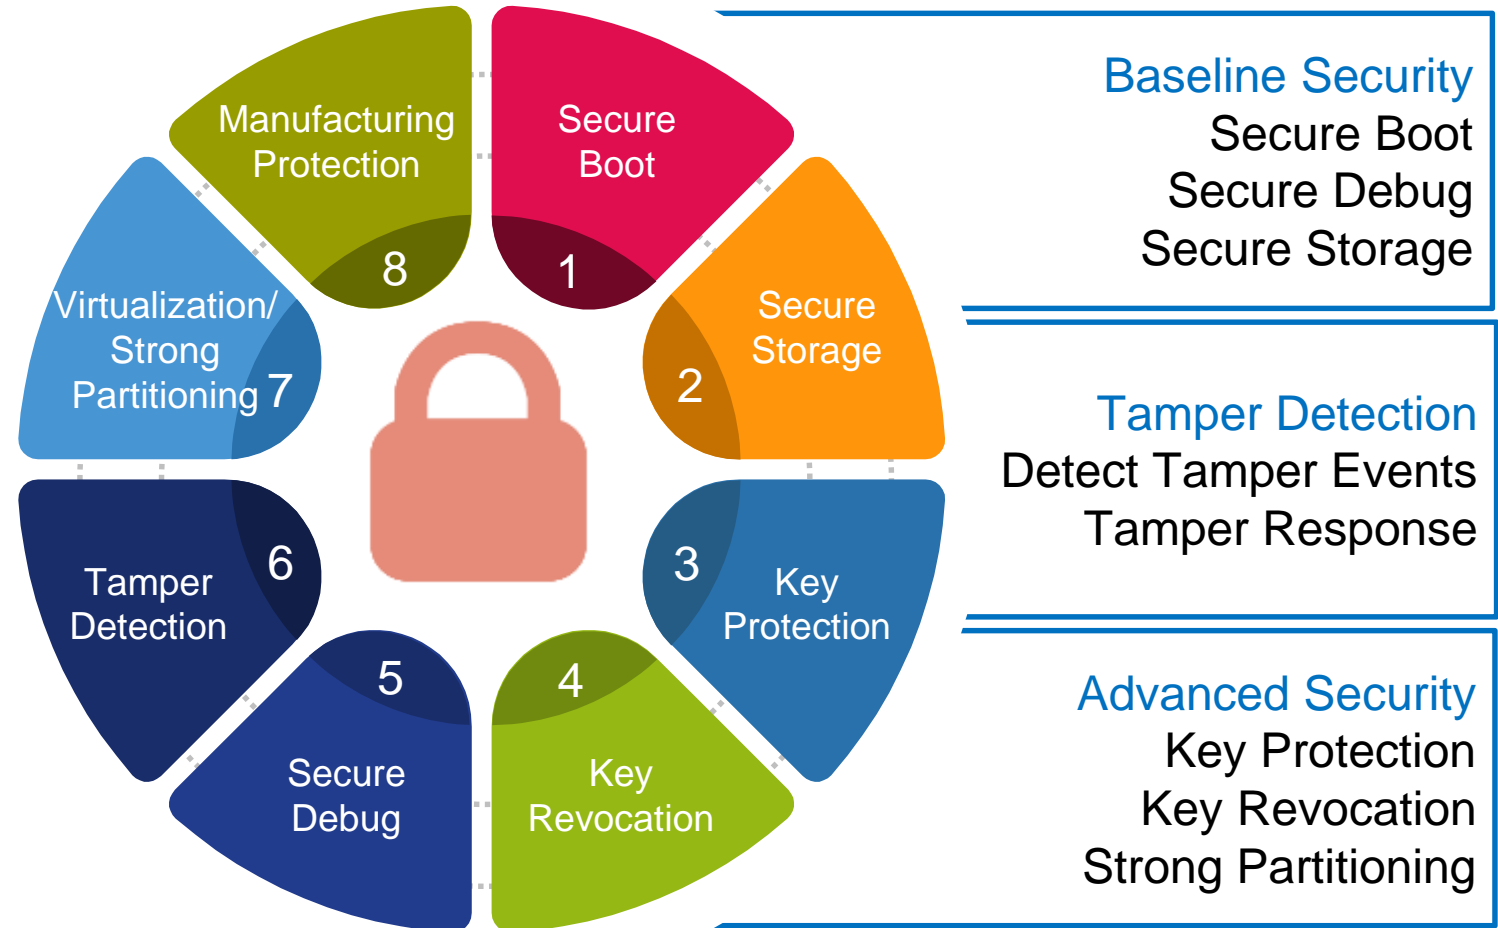 Manufacturing
Protection
8
Secure
Boot
1
Secure
Storage
2
Key
Protection
3
Key
Revocation
4
Secure
Debug
5
Tamper
Detection
6
Virtualization/
Strong
Partitioning
7
Baseline Security
Secure Boot
Secure Debug
Secure Storage
Tamper Detection
Detect Tamper Events
Tamper Response
Advanced Security
Key Protection
Key Revocation
Strong Partitioning